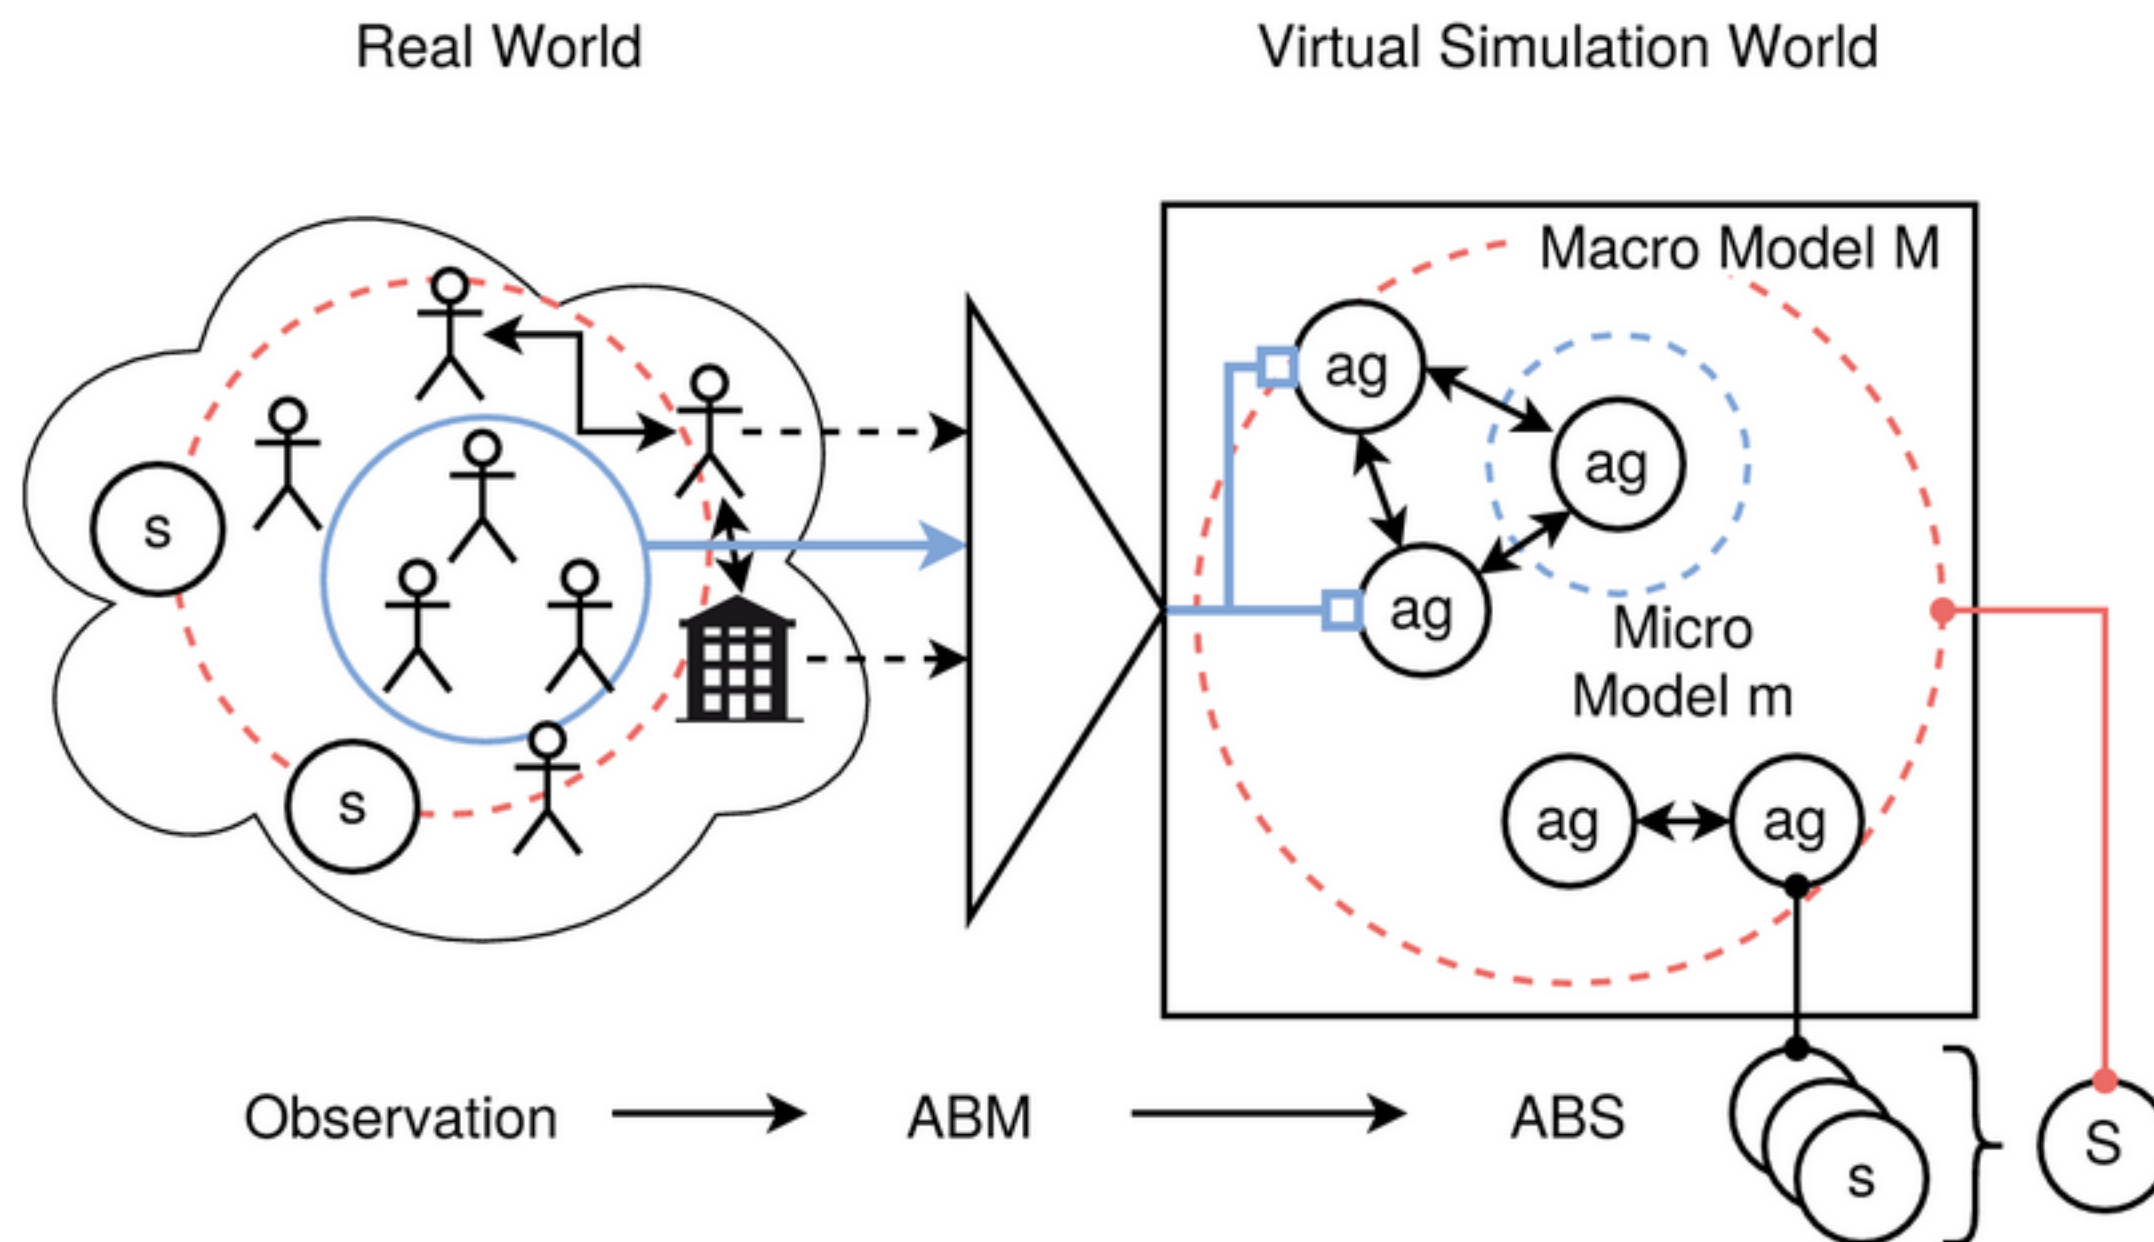 Real World
Virtual Simulation World
Macro Model M
ag
ag
ag
s
Micro
Model m
s
ag
ag
Observation
ABM
ABS
s
S